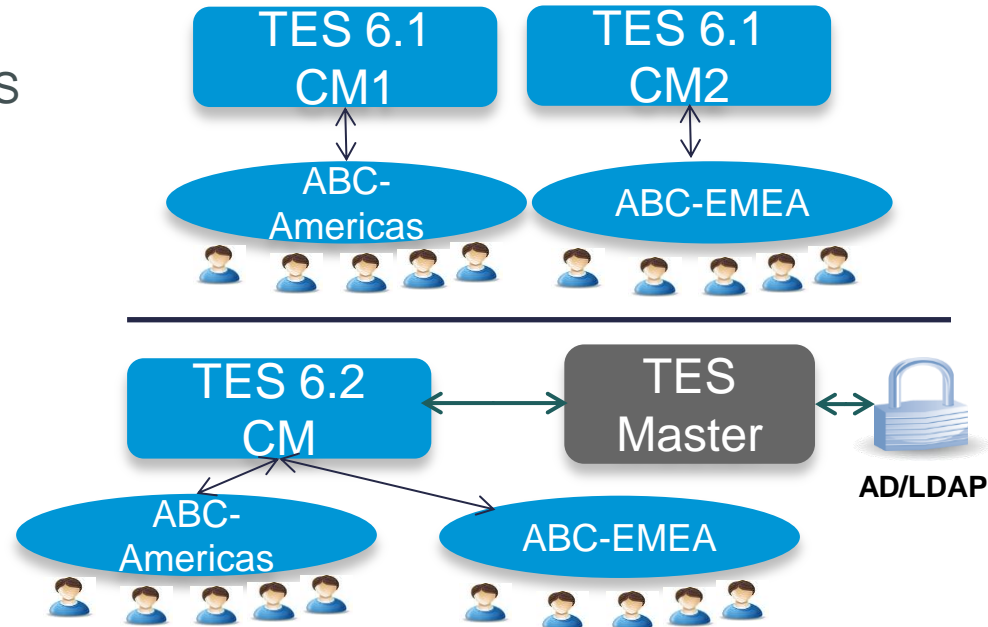 TES 6.1
CM1
TES 6.1
CM2
S
ABC-
Americas
ABC-EMEA
TES 6.2
CM
TES
Master
AD/LDAP
ABC-
Americas
ABC-EMEA